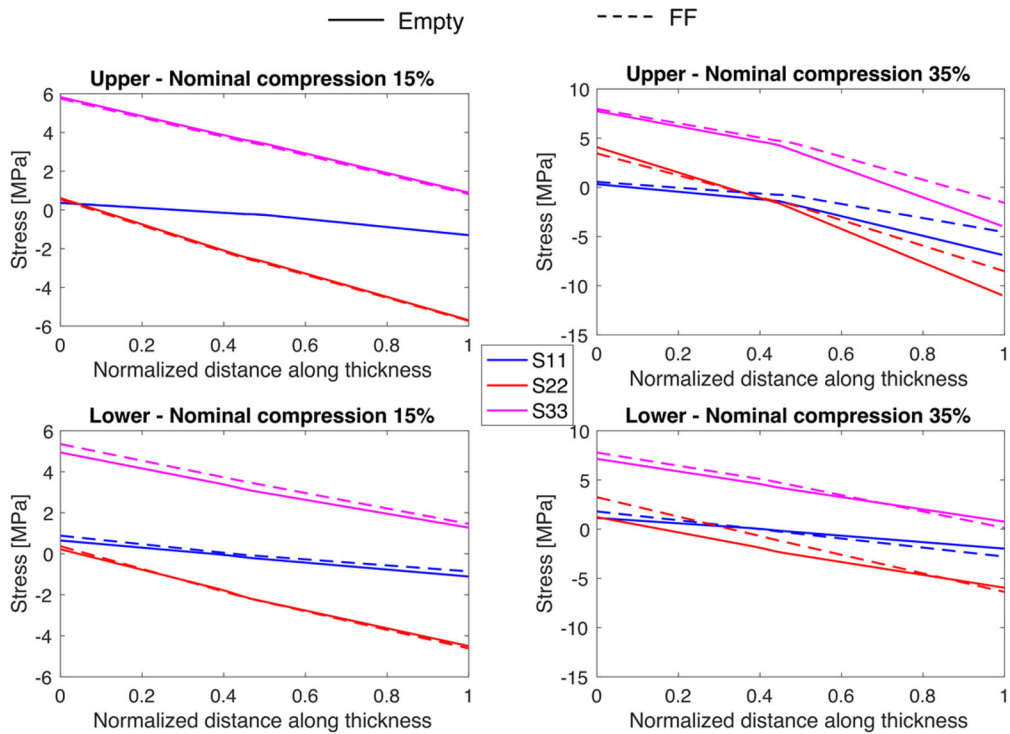 Empty FF
Upper - Nominal compression 15%
6
4
2
0
-2
-4
-6
Stress [MPa]
0 0.2 0.4 0.6 0.8 1
Normalized distance along thickness
Upper - Nominal compression 35%
10
5
0
-5
-10
-15
Stress [MPa]
0 0.2 0.4 0.6 0.8 1
Normalized distance along thickness
S11
S22
S33
Lower - Nominal compression 15%
6
4
2
0
-2
-4
-6
Stress [MPa]
0 0.2 0.4 0.6 0.8 1
Normalized distance along thickness
Lower - Nominal compression 35%
10
5
0
-5
-10
-15
Stress [MPa]
0 0.2 0.4 0.6 0.8 1
Normalized distance along thickness